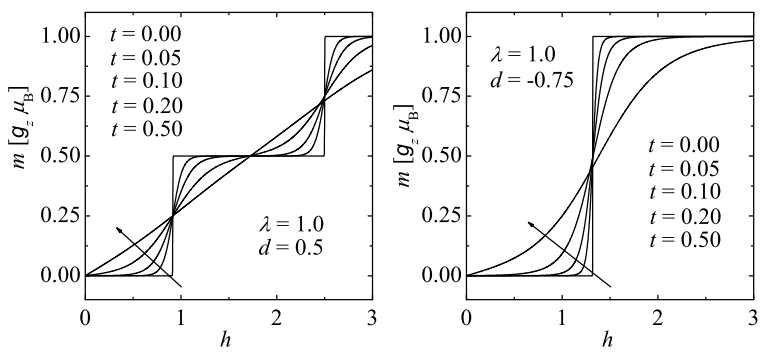 m [g_z μ_B]
1.00
0.75
0.50
0.25
0.00
t = 0.00
t = 0.05
t = 0.10
t = 0.20
t = 0.50
λ = 1.0
d = 0.5
0 1 2 3
h
m [g_z μ_B]
1.00
0.75
0.50
0.25
0.00
λ = 1.0
d = -0.75
t = 0.00
t = 0.05
t = 0.10
t = 0.20
t = 0.50
0 1 2 3
h